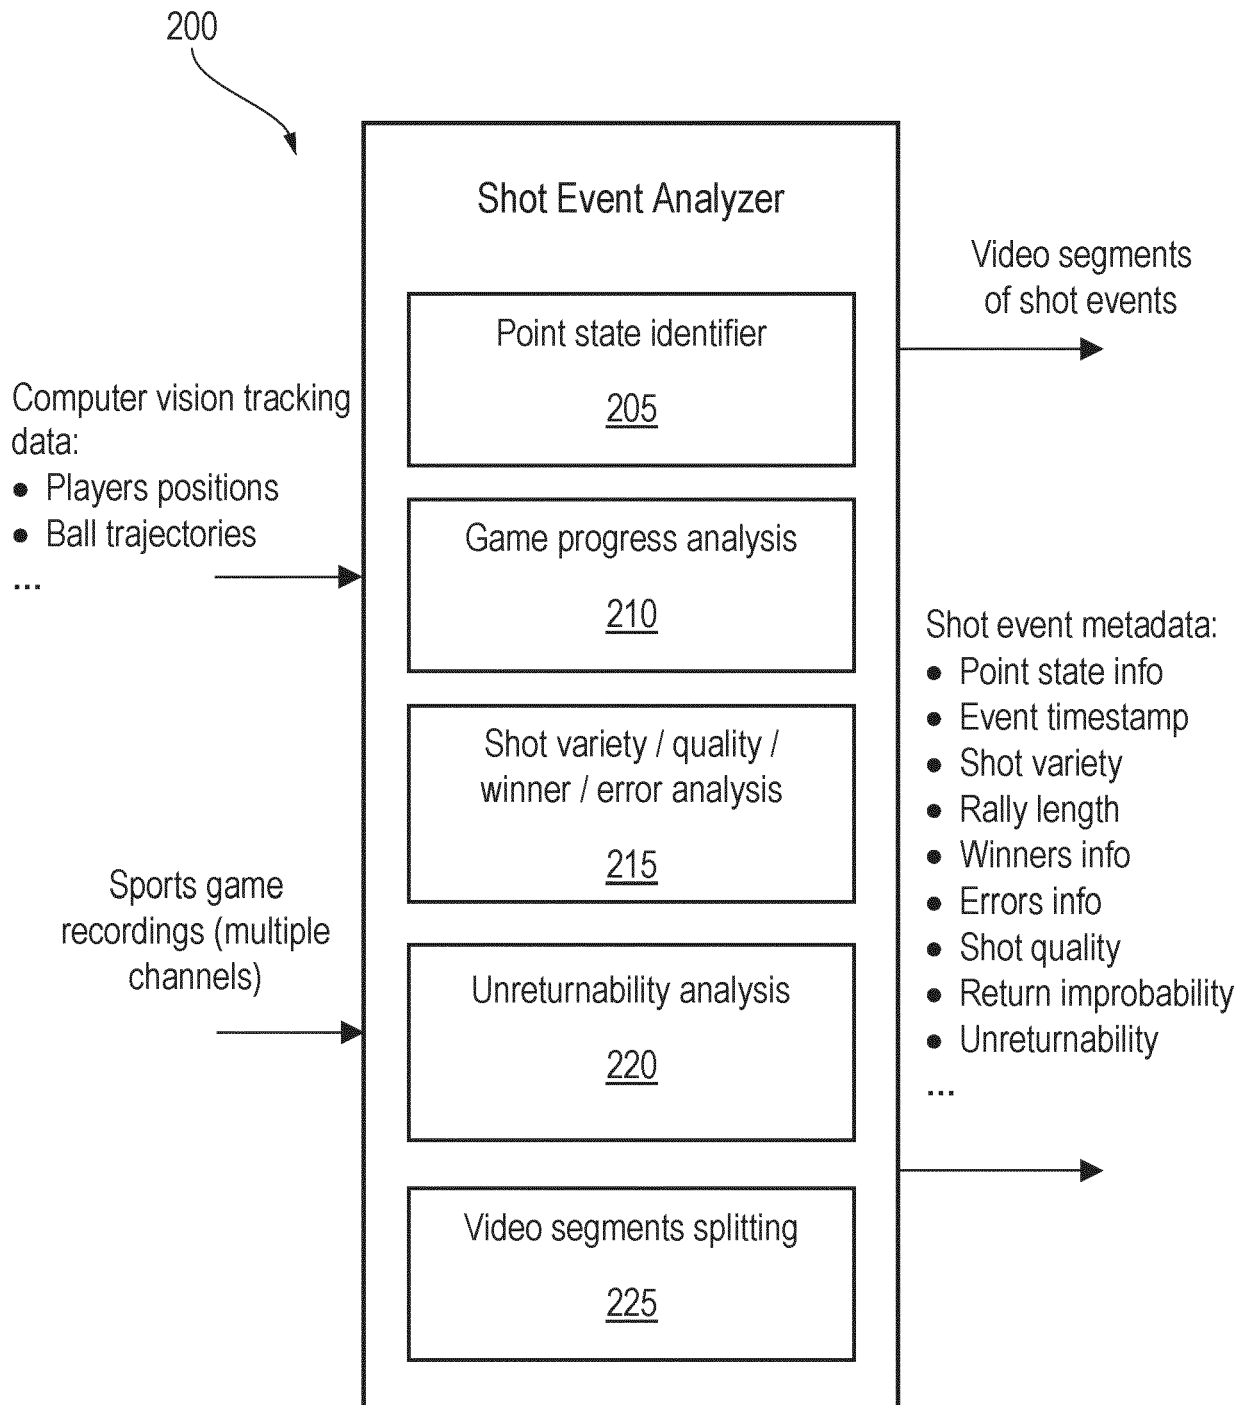 200
Shot Event Analyzer
Point state identifier
205
Game progress analysis
210
Shot variety / quality /
winner / error analysis
215
Unreturnability analysis
220
Video segments splitting
225
Computer vision tracking
data:
● Players positions
● Ball trajectories
...
Sports game
recordings (multiple
channels)
Video segments
of shot events
Shot event metadata:
● Point state info
● Event timestamp
● Shot variety
● Rally length
● Winners info
● Errors info
● Shot quality
● Return improbability
● Unreturnability
...